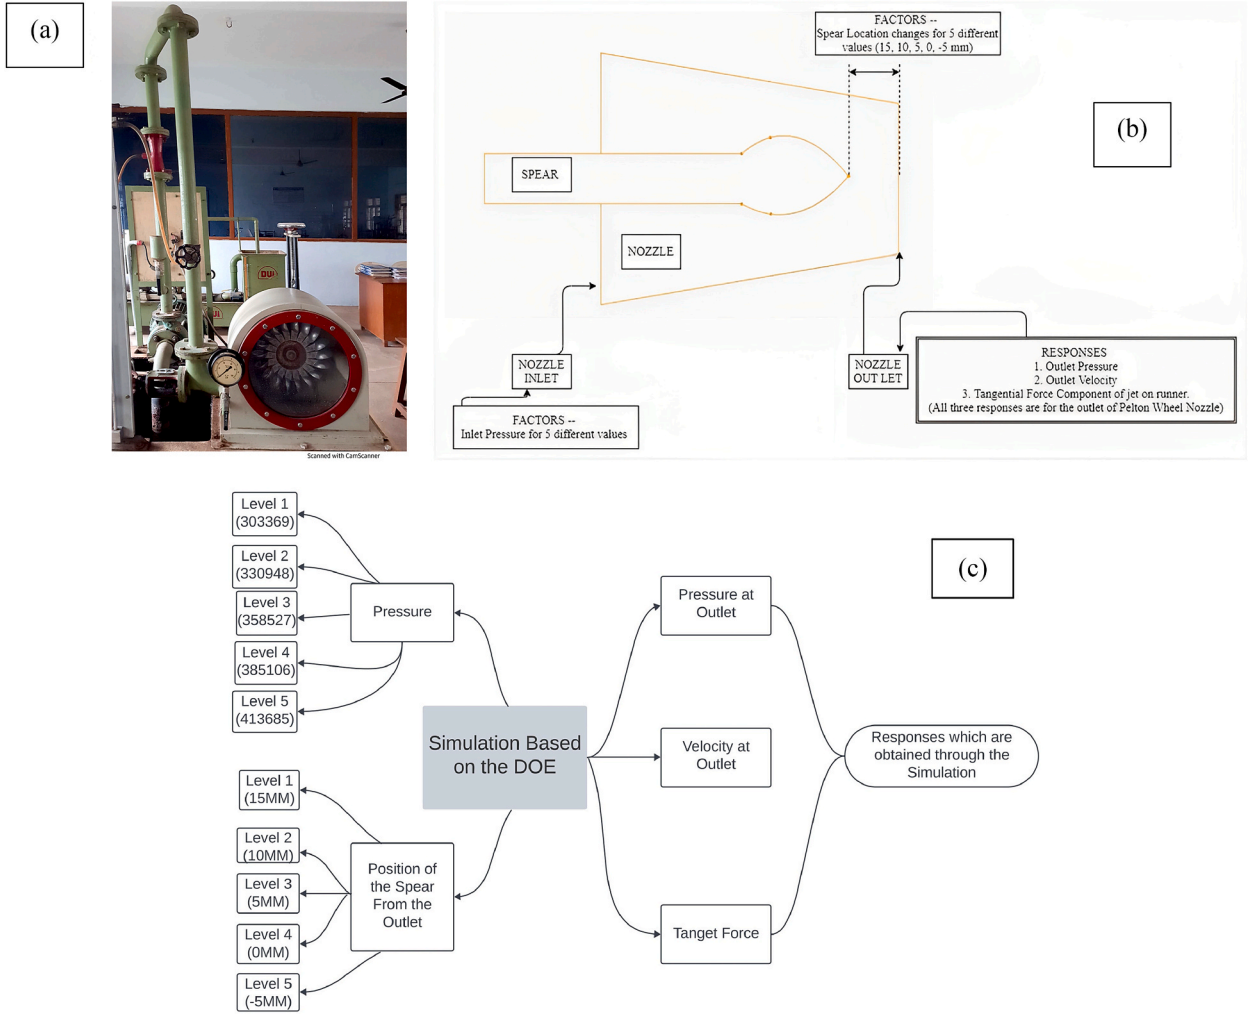 (a)
DUI
UI
Scanned with CamScanner
FACTORS --
Spear Location changes for 5 different
values (15, 10, 5, 0, -5 mm)
(b)
SPEAR
NOZZLE
NOZZLE
INLET
NOZZLE
OUT LET
FACTORS --
Inlet Pressure for 5 different values
RESPONSES
1. Outlet Pressure
2. Outlet Velocity
3. Tangential Force Component of jet on runner.
(All three responses are for the outlet of Pelton Wheel Nozzle)
(c)
Level 1
(303369)
Level 2
(330948)
Level 3
(358527)
Level 4
(385106)
Level 5
(413685)
Pressure
Simulation Based
on the DOE
Level 1
(15MM)
Level 2
(10MM)
Level 3
(5MM)
Level 4
(0MM)
Level 5
(-5MM)
Position of
the Spear
From the
Outlet
Pressure at
Outlet
Velocity at
Outlet
Tanget Force
Responses which are
obtained through the
Simulation